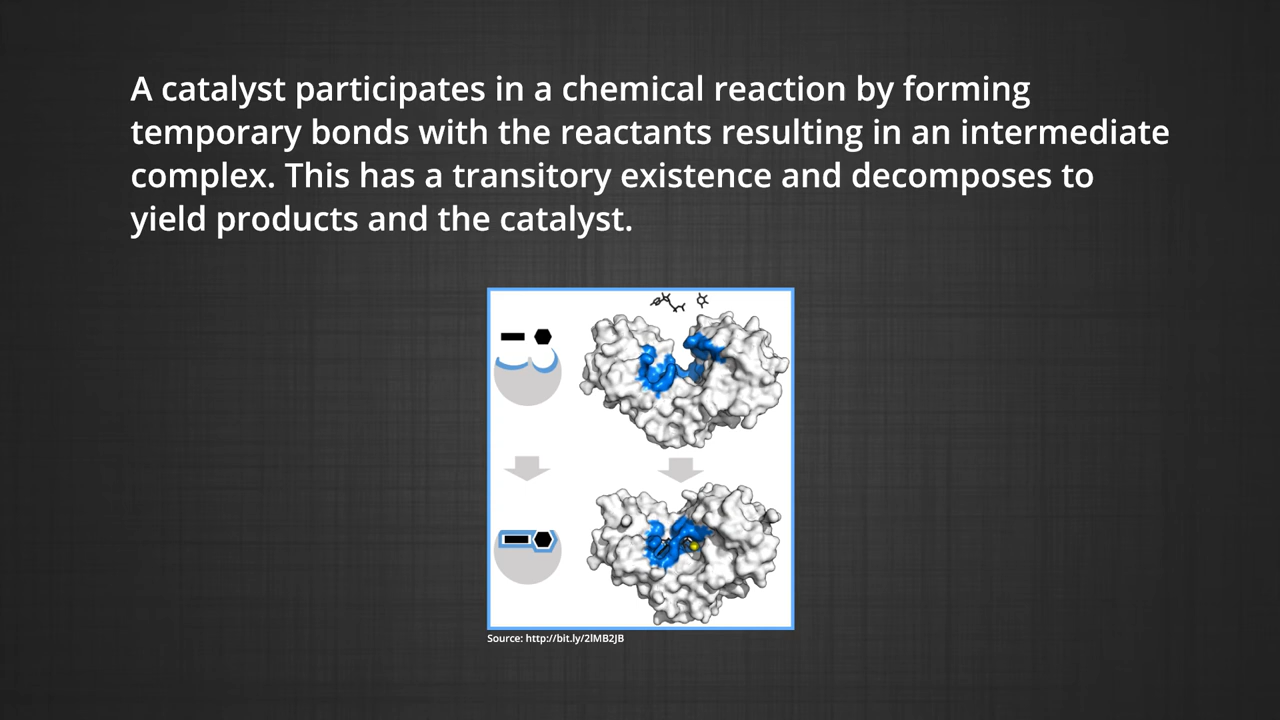 A catalyst participates in a chemical reaction by forming
temporary bonds with the reactants resulting in an intermediate
complex. This has a transitory existence and decomposes to
yield products and the catalyst.
Source: http://bit.ly/2lMB2JB